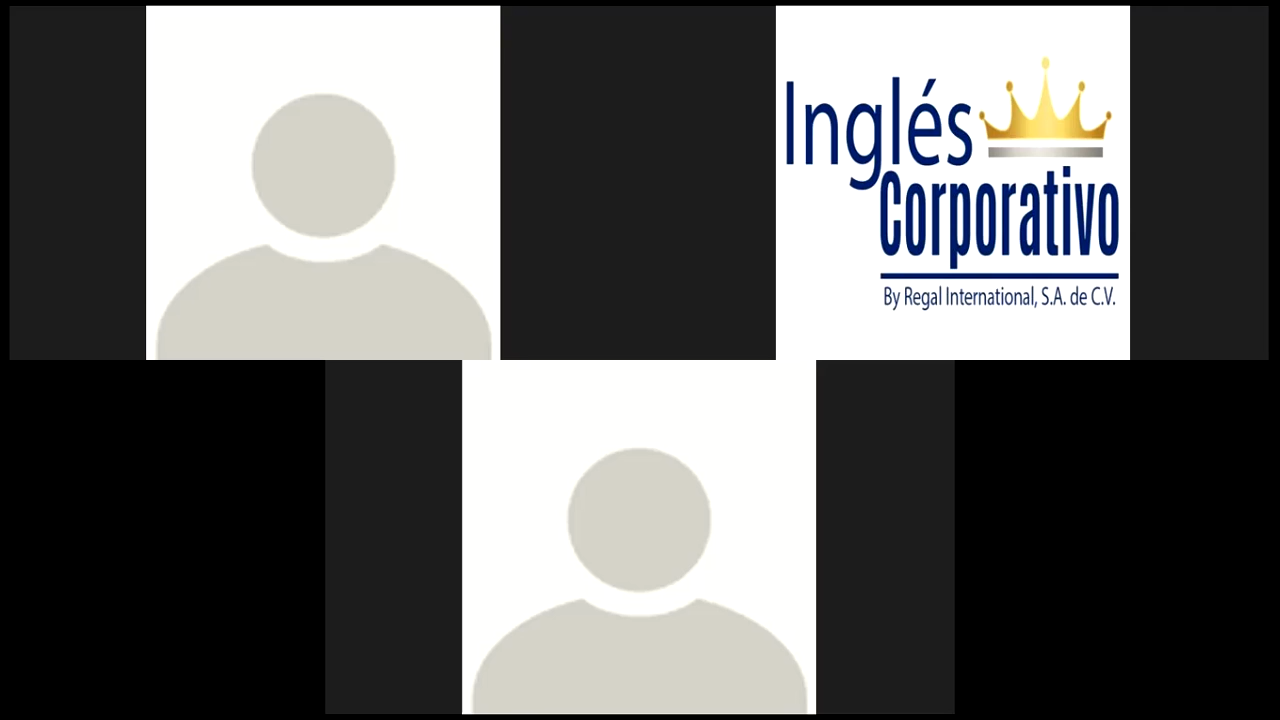 Inglés
Corporativo
By Regal International, S.A. de C.V.